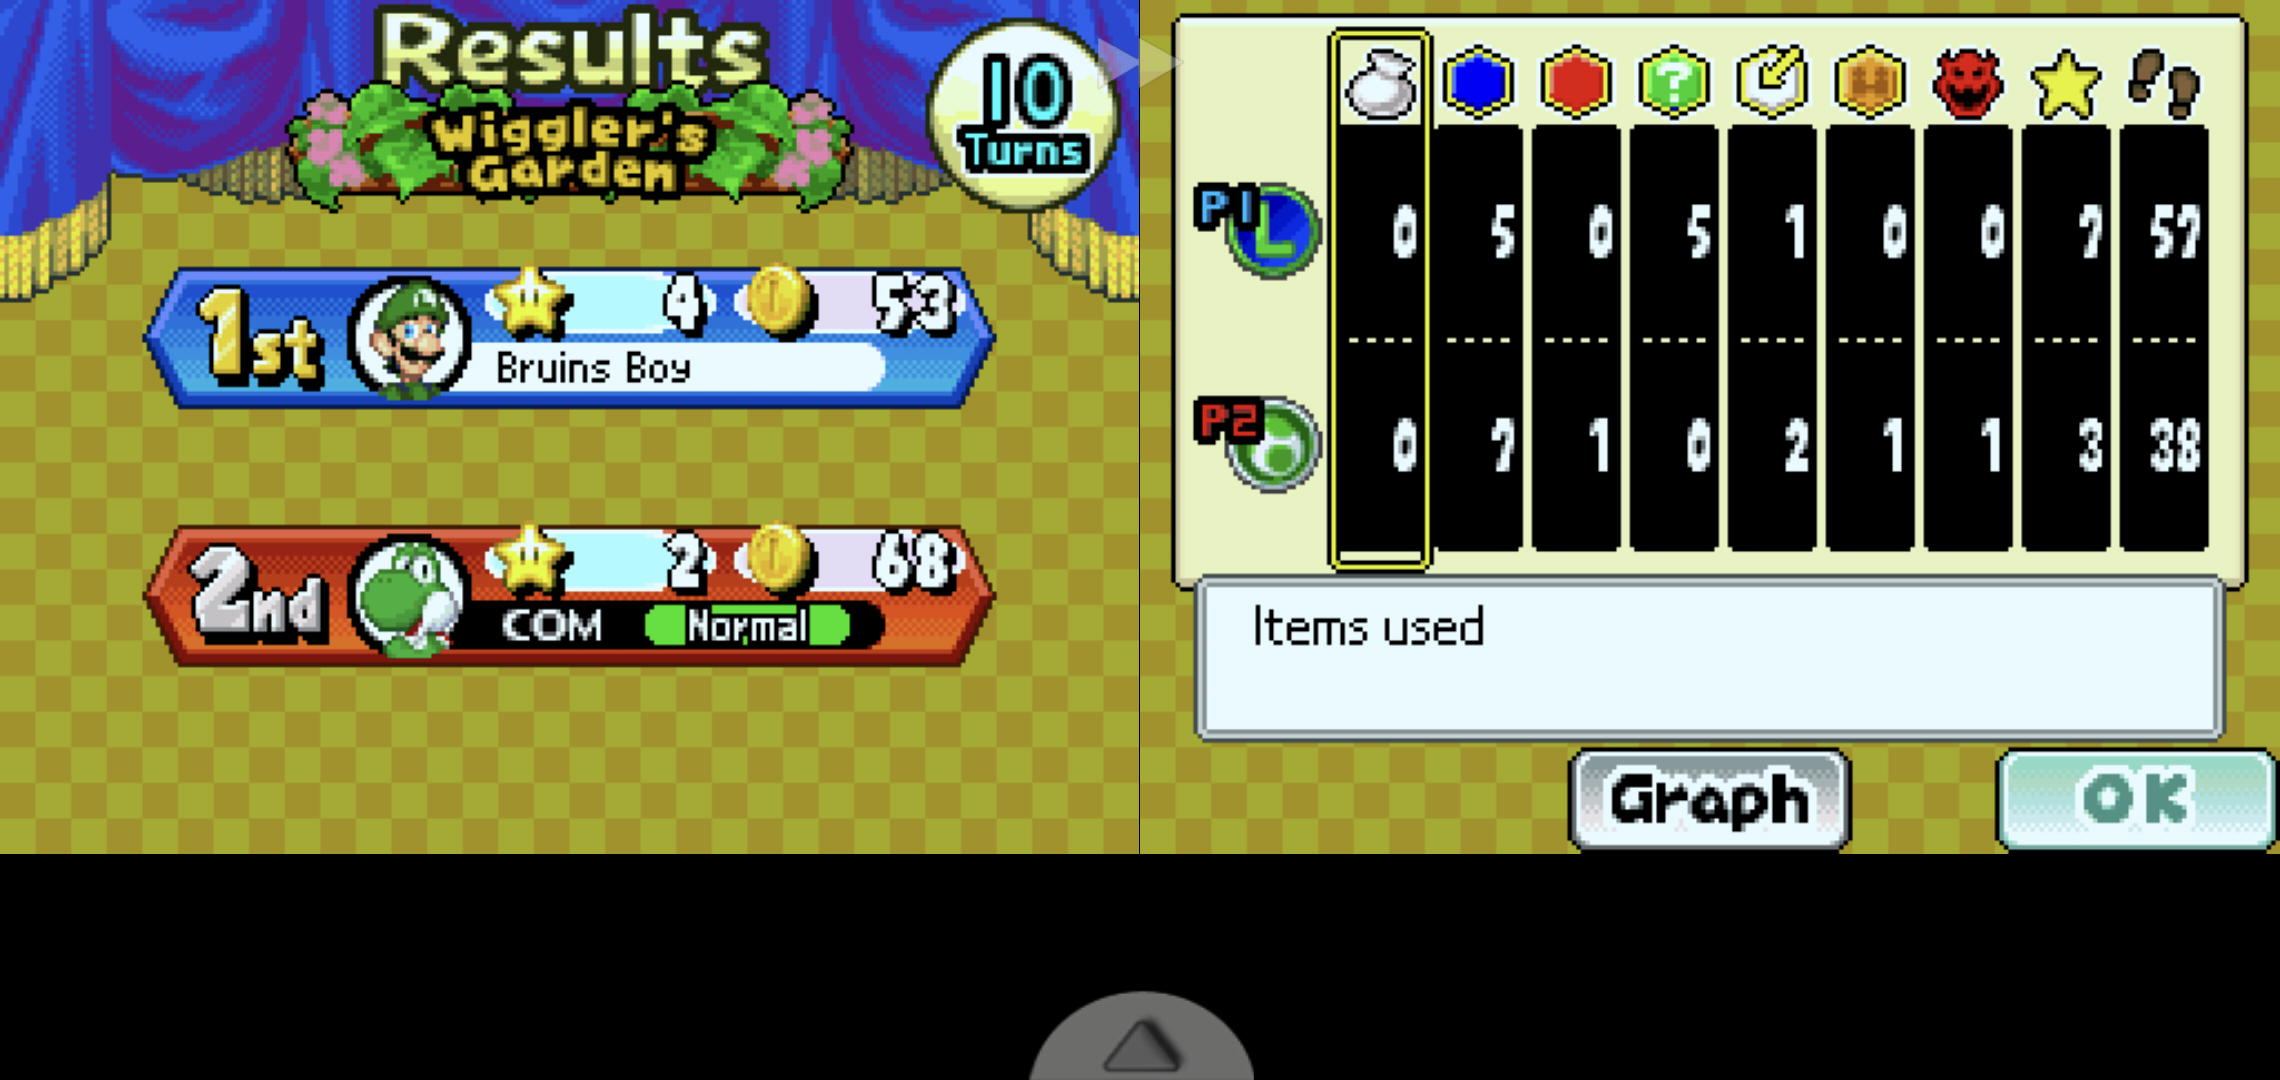 Results
Wiggler's
Garden
10
Turns
1st
4
53
Bruins Boy
2nd
2
68
COM Normal
?
H
P1 L 0 5 0 5 1 0 0 7 57
P2 0 7 1 0 2 1 1 3 38
Items used
Graph
OK